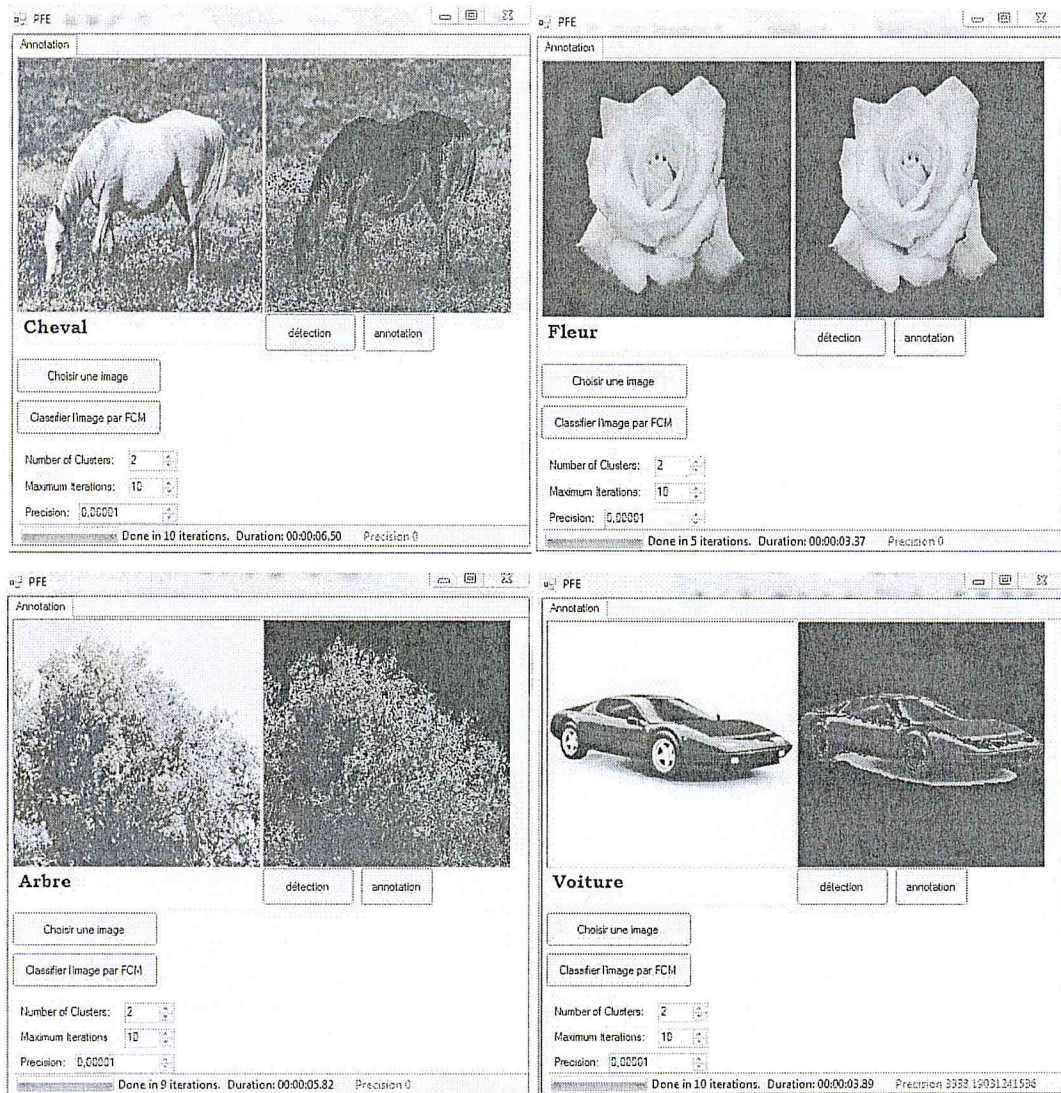 PFE
Annotation
Cheval
détection annotation
Choisir une image
Classifier l'image par FCM
Number of Clusters: 2
Maximum Iterations: 10
Precision: 0,00001
Done in 10 iterations. Duration: 00:00:06.50 Precision 0
PFE
Annotation
Fleur
détection annotation
Choisir une image
Classifier l'image par FCM
Number of Clusters: 2
Maximum Iterations: 10
Precision: 0,00001
Done in 5 iterations. Duration: 00:00:03.37 Precision 0
PFE
Annotation
Arbre
détection annotation
Choisir une image
Classifier l'image par FCM
Number of Clusters: 2
Maximum Iterations 10
Precision: 0,00001
Done in 9 iterations. Duration: 00:00:05.82 Precision 0
PFE
Annotation
Voiture
détection annotation
Choisir une image
Classifier l'image par FCM
Number of Clusters: 2
Maximum Iterations: 10
Precision: 0,00001
Done in 10 iterations. Duration: 00:00:03.89 Precision 3338.19031241536